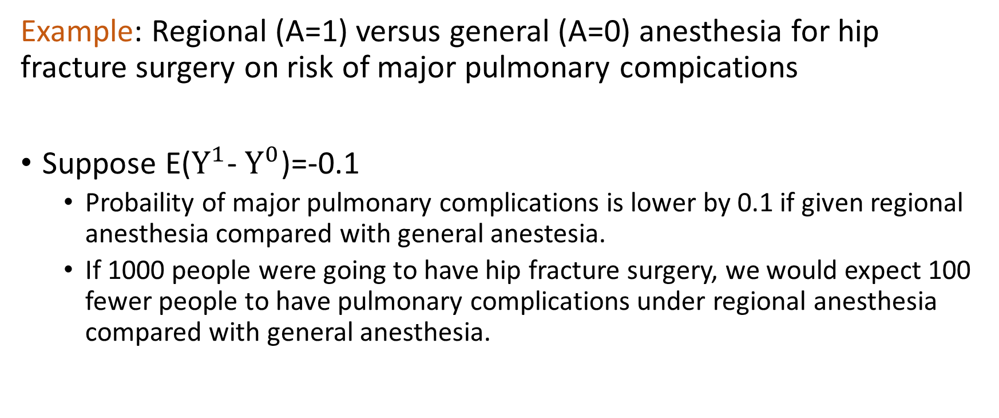 Example: Regional (A=1) versus general (A=0) anesthesia for hip
fracture surgery on risk of major pulmonary compications
• Suppose E(Y¹- Y⁰)=-0.1
• Probaility of major pulmonary complications is lower by 0.1 if given regional
anesthesia compared with general anestesia.
• If 1000 people were going to have hip fracture surgery, we would expect 100
fewer people to have pulmonary complications under regional anesthesia
compared with general anesthesia.